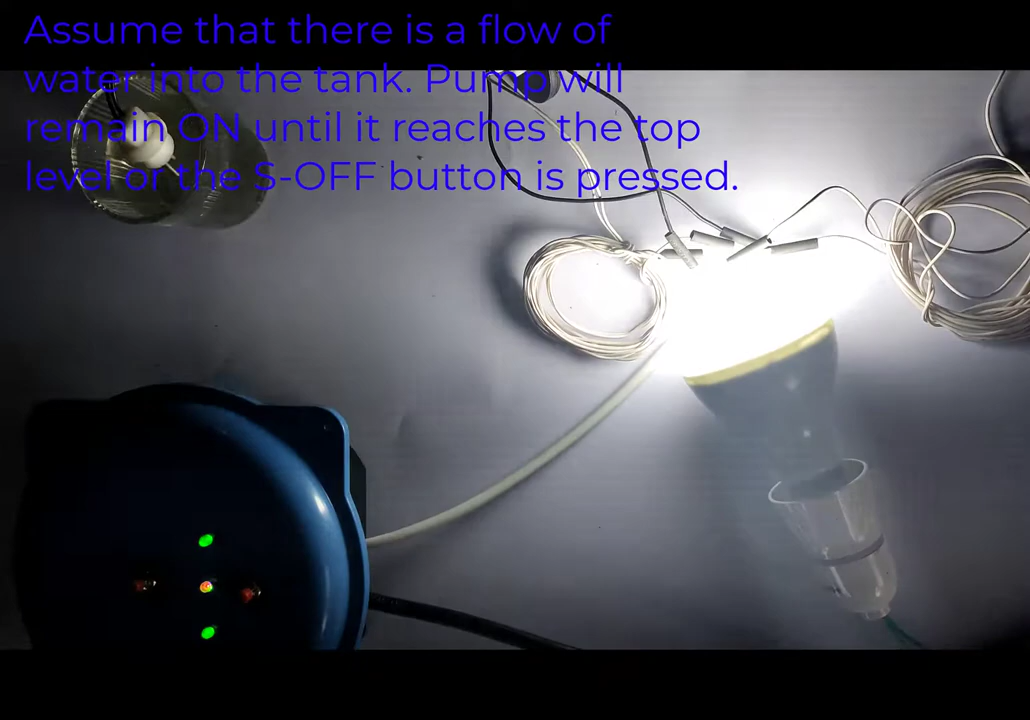 Assume that there is a flow of
water into the tank. Pump will
remain ON until it reaches the top
level or the S-OFF button is pressed.